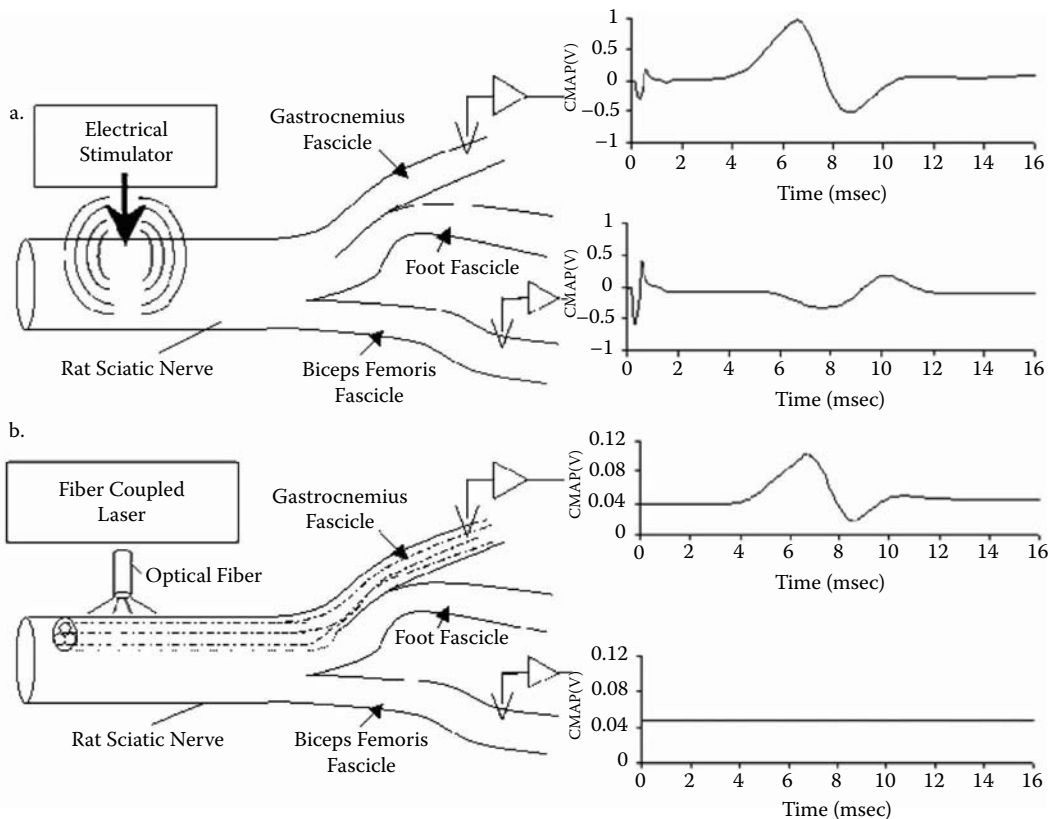 a.
Electrical
Stimulator
Gastrocnemius
Fascicle
Foot Fascicle
Rat Sciatic Nerve
Biceps Femoris
Fascicle
CMAP(V)
1
0.5
0
−0.5
−1
0 2 4 6 8 10 12 14 16
Time (msec)
CMAP(V)
1
0.5
0
−0.5
−1
0 2 4 6 8 10 12 14 16
Time (msec)
b.
Fiber Coupled
Laser
Optical Fiber
Gastrocnemius
Fascicle
Foot Fascicle
Rat Sciatic Nerve
Biceps Femoris
Fascicle
CMAP(V)
0.12
0.08
0.04
0
0 2 4 6 8 10 12 14 16
Time (msec)
CMAP(V)
0.12
0.08
0.04
0
0 2 4 6 8 10 12 14 16
Time (msec)